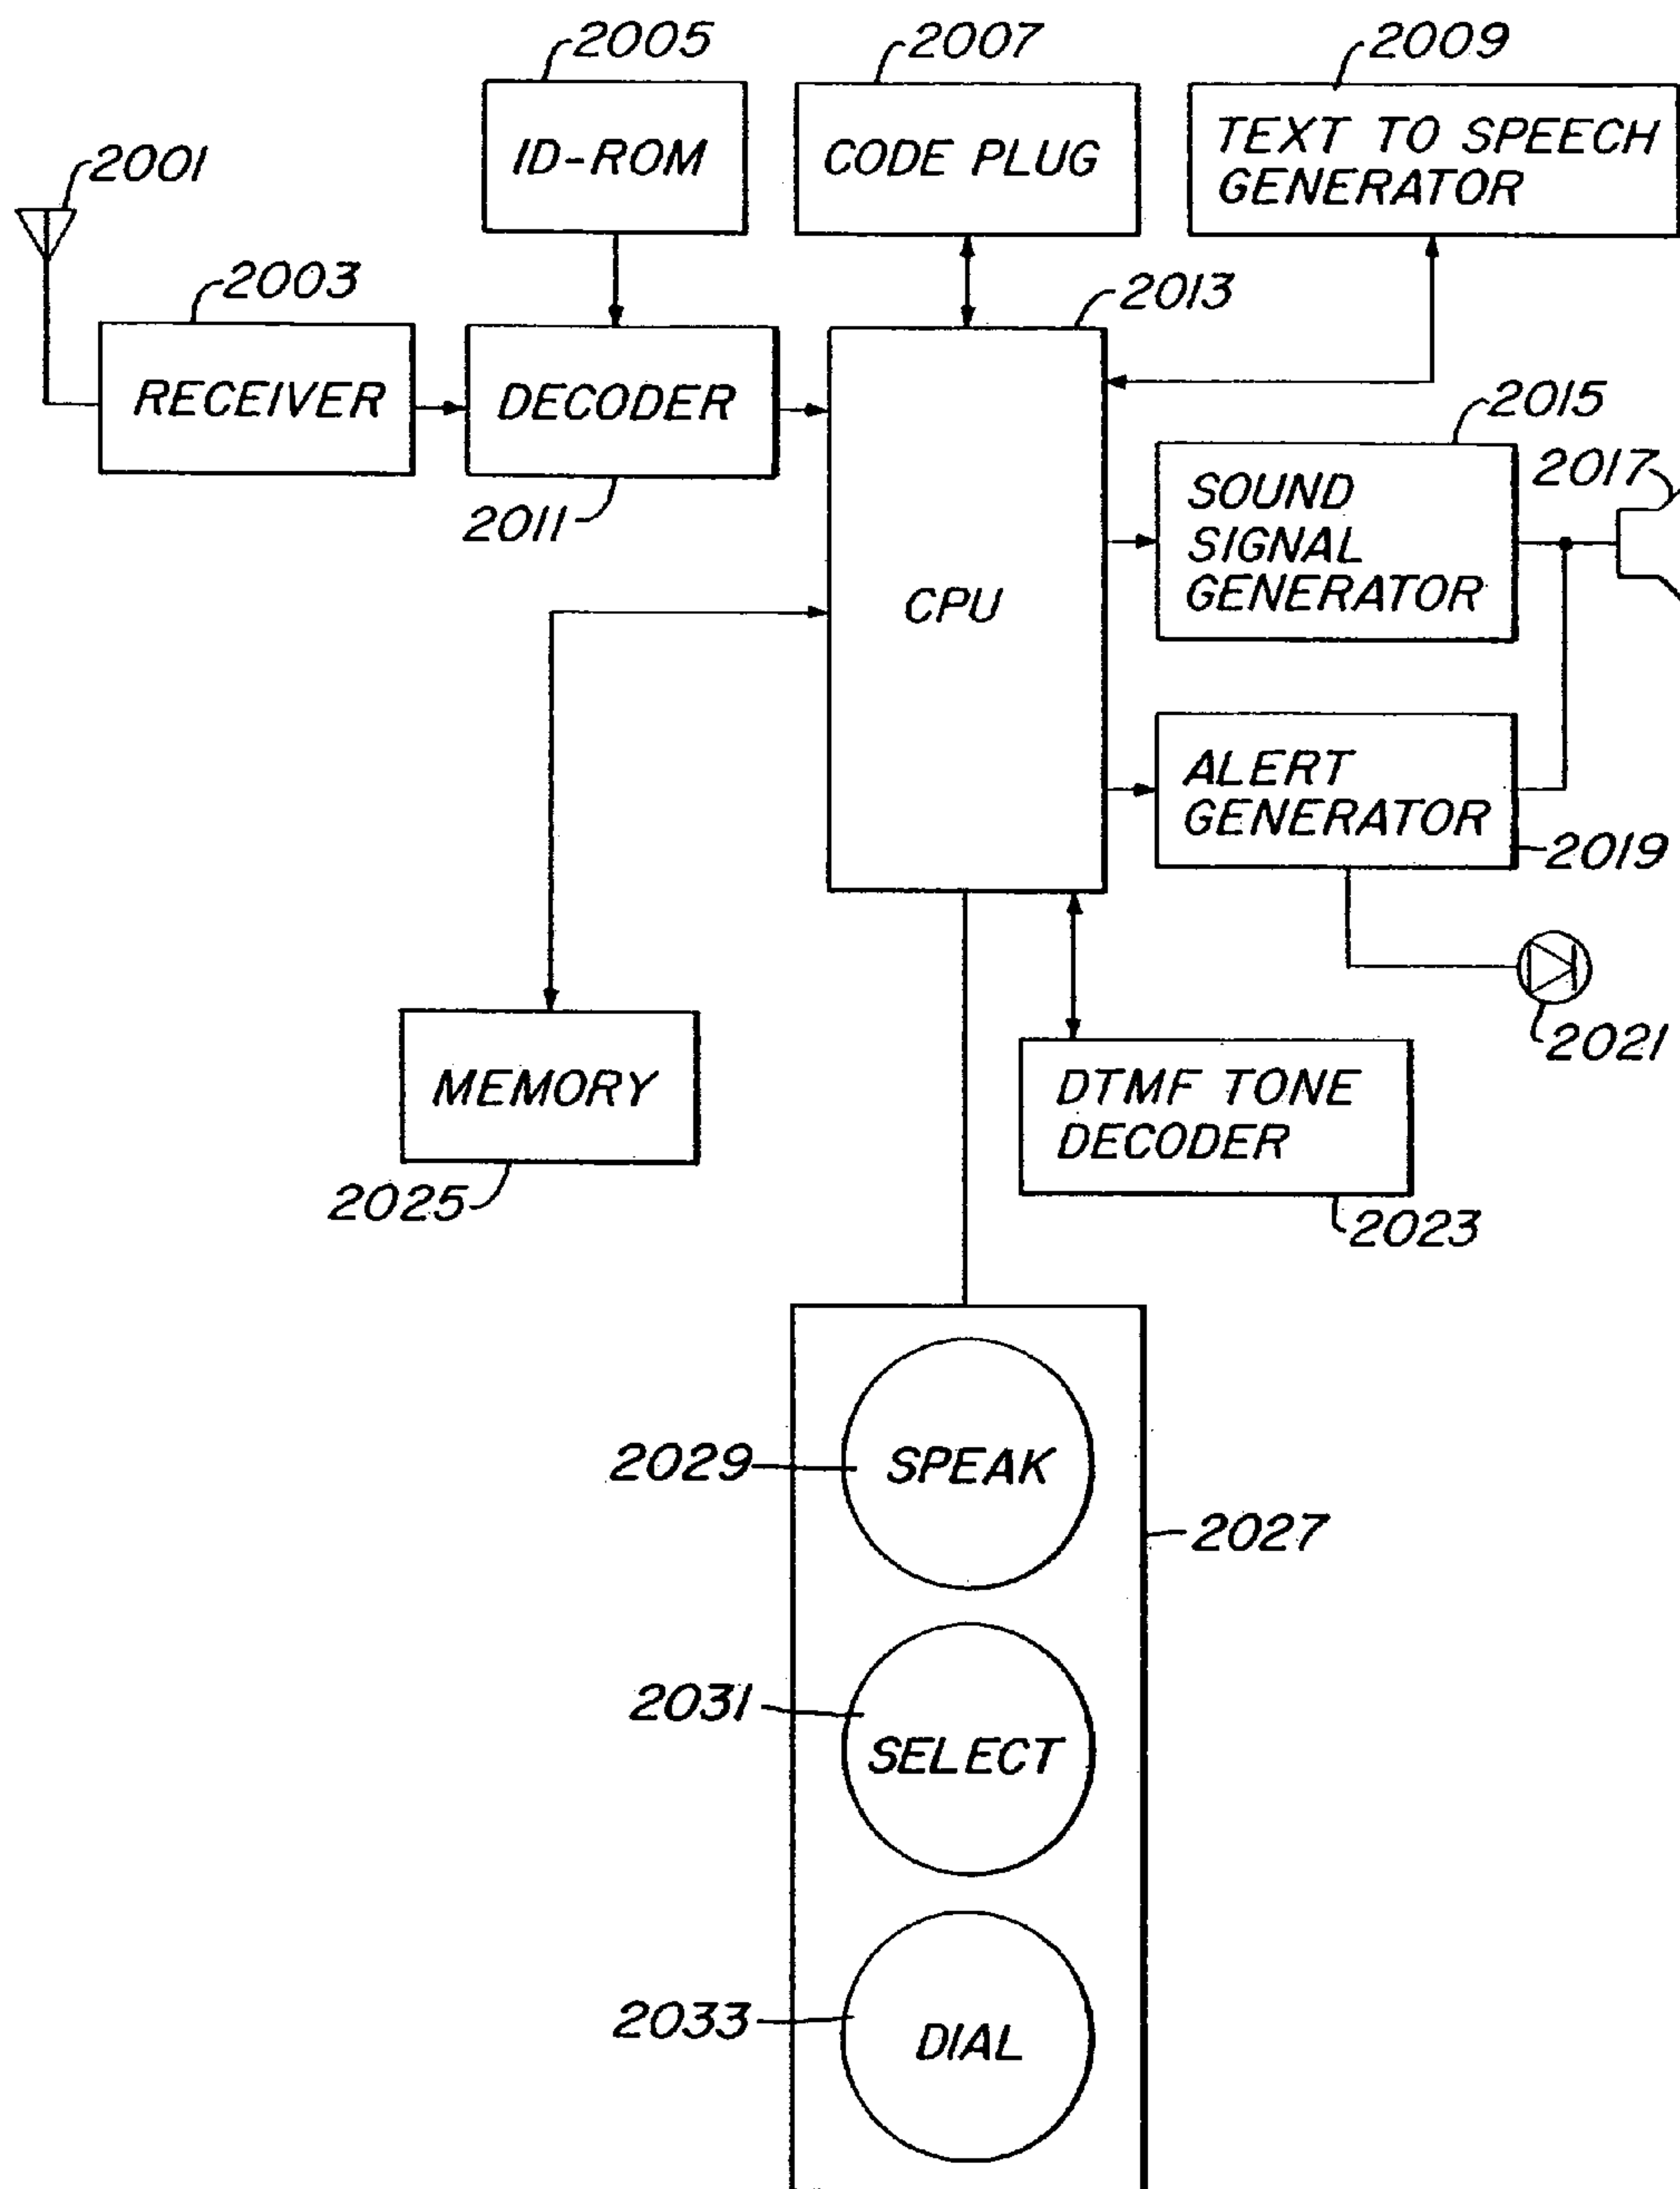 2005
2007
2009
ID-ROM
CODE PLUG
TEXT TO SPEECH
GENERATOR
2001
2003
2013
RECEIVER
DECODER
2011
2015
2017
SOUND
SIGNAL
GENERATOR
CPU
ALERT
GENERATOR
2019
2021
MEMORY
2025
DTMF TONE
DECODER
2023
2029
SPEAK
2027
2031
SELECT
2033
DIAL